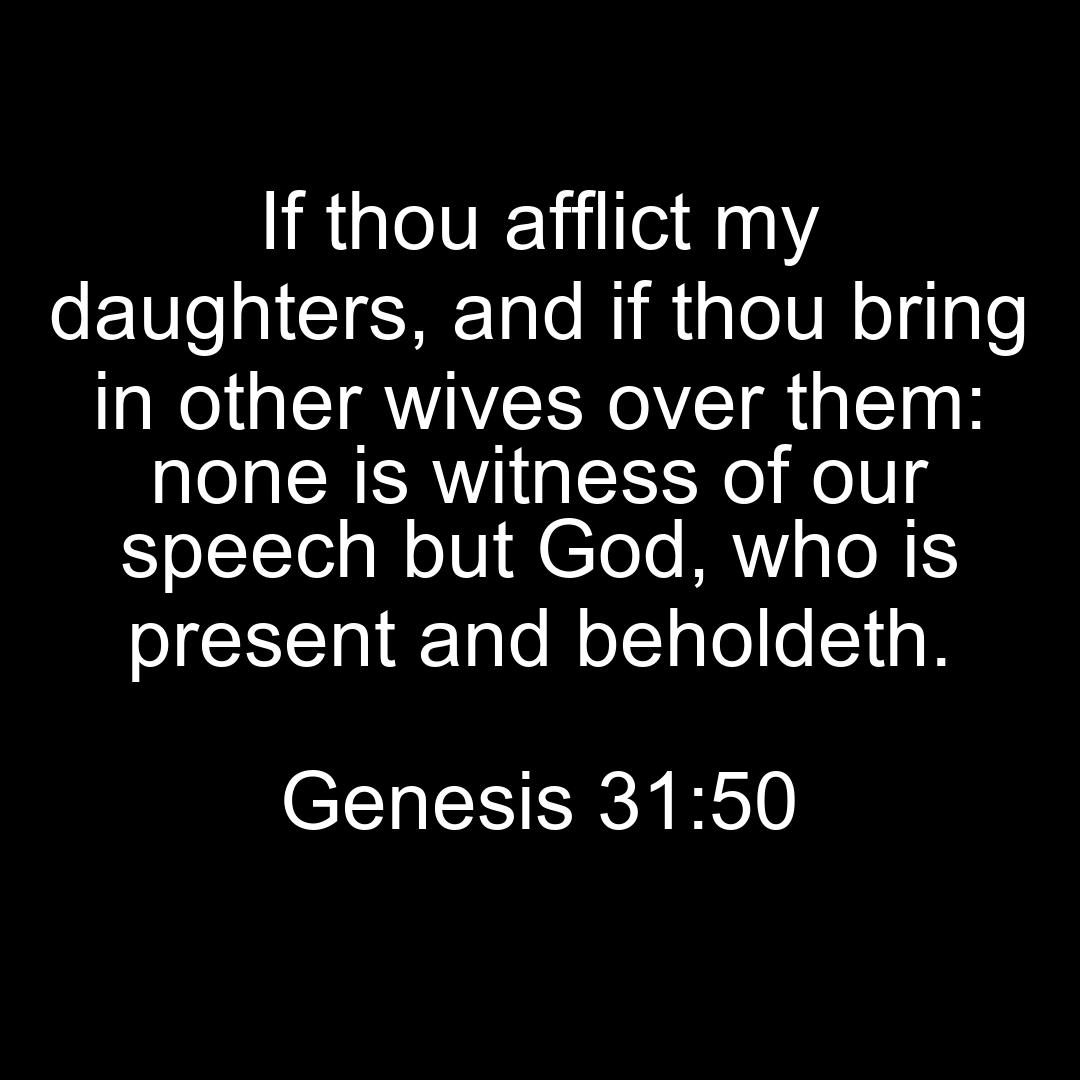 If thou afflict my
daughters, and if thou bring
in other wives over them:
none is witness of our
speech but God, who is
present and beholdeth.
Genesis 31:50